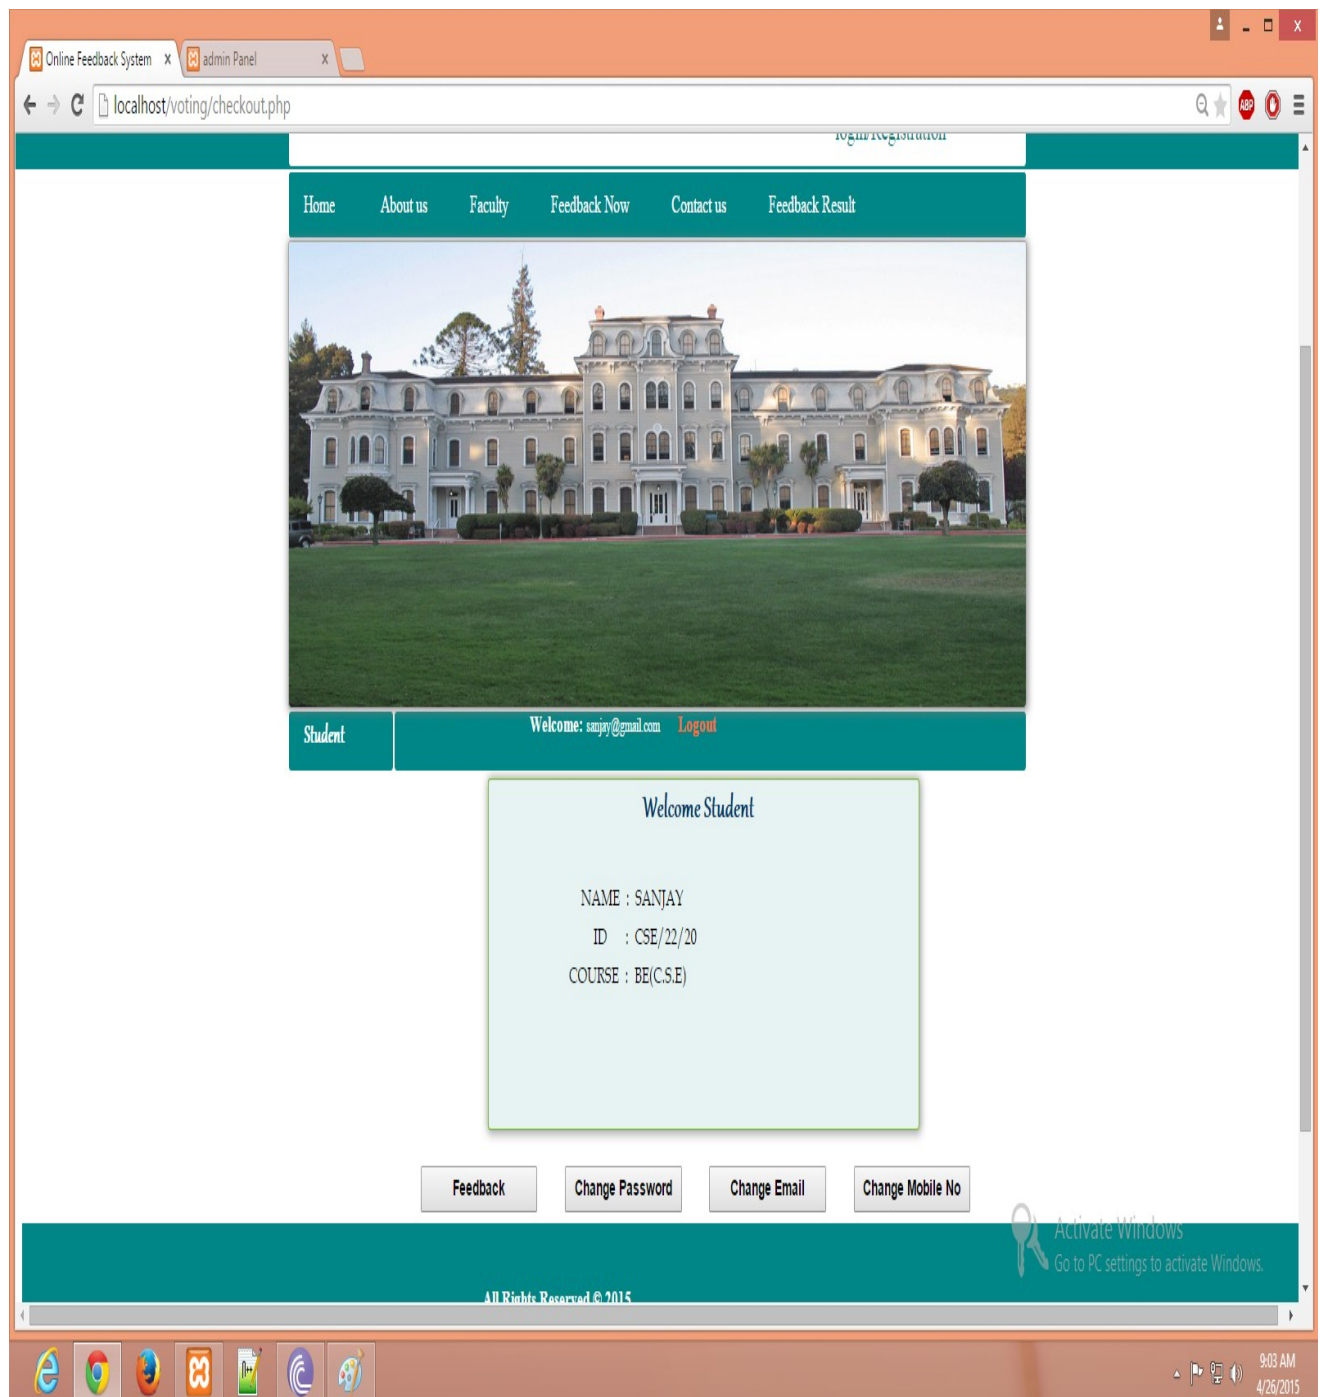 Online Feedback System
admin Panel
localhost/voting/checkout.php
ABP
login/Registration
Home About us Faculty Feedback Now Contact us Feedback Result
Student
Welcome: sanjay@gmail.com Logout
Welcome Student
NAME : SANJAY
ID : CSE/22/20
COURSE : BE(C.S.E)
Feedback Change Password Change Email Change Mobile No
Activate Windows
Go to PC settings to activate Windows.
All Rights Reserved © 2015
9:03 AM
4/26/2015